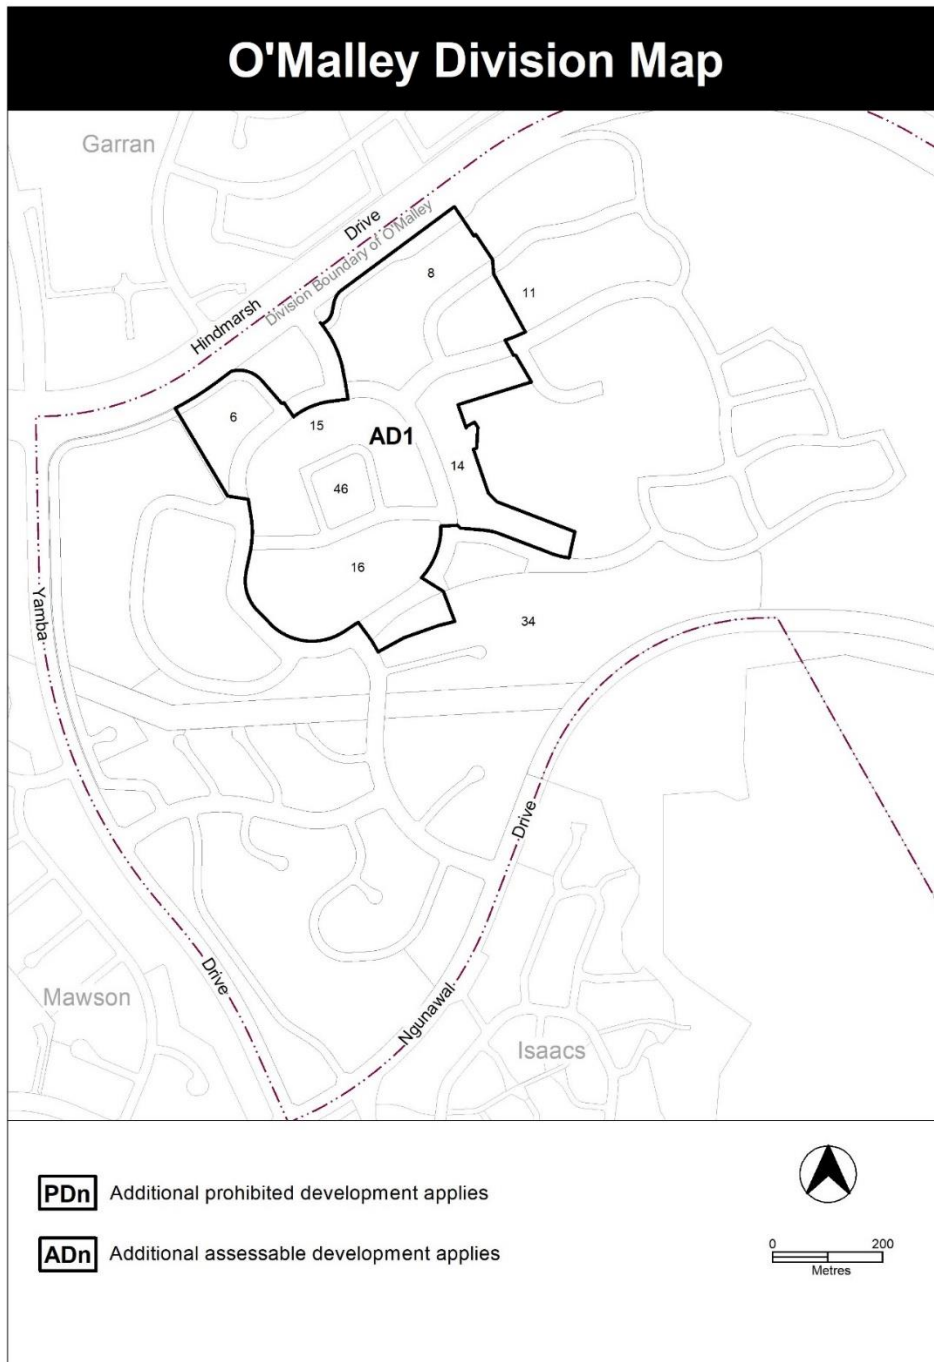 O'Malley Division Map
Garran
Hindmarsh Drive
Division Boundary of O'Malley
8
11
6
15
AD1
14
46
16
34
Yamba
Drive
Drive
Ngunawal
Mawson
Isaacs
PDn Additional prohibited development applies
ADn Additional assessable development applies
0 200
Metres